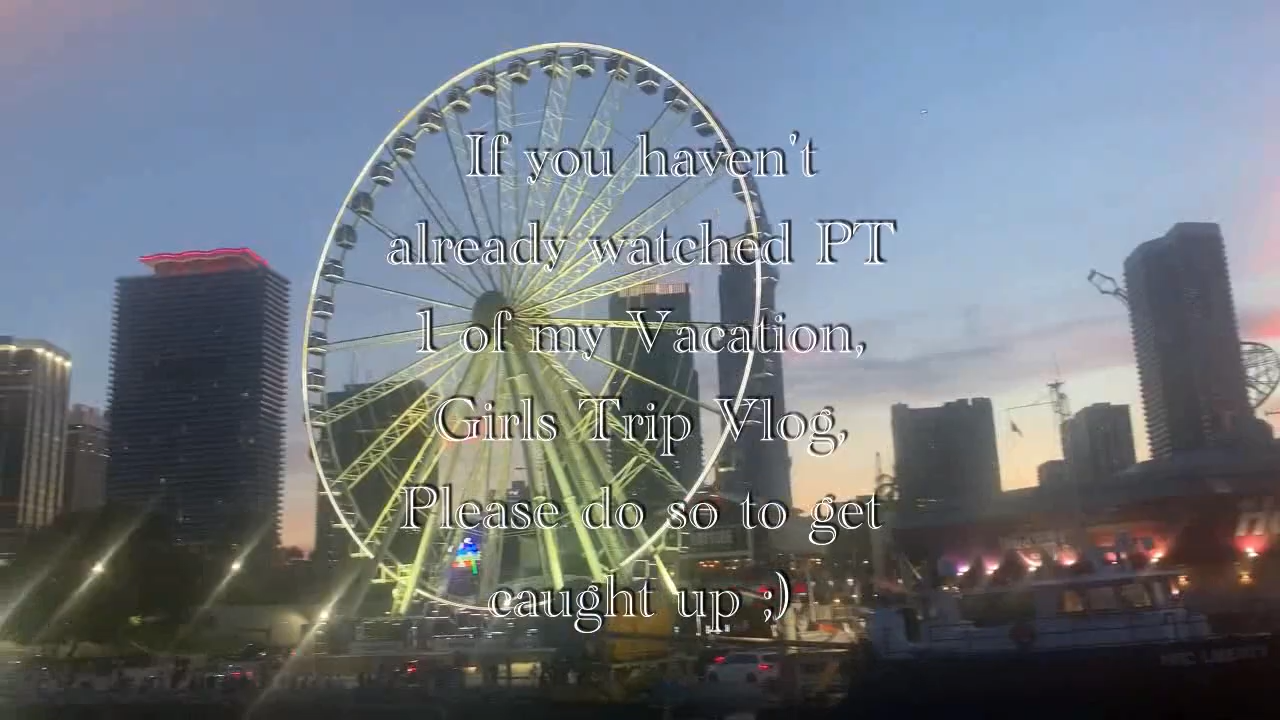 If you haven't
already watched PT
1 of my Vacation,
Girls Trip Vlog,
Please do so to get
caught up ;)